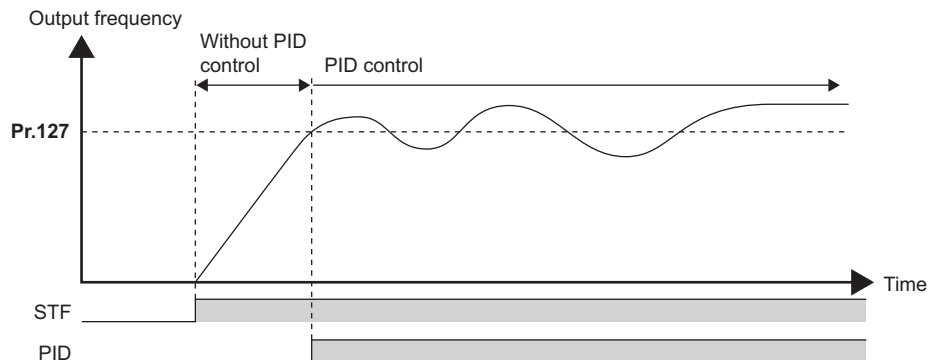 Output frequency
Without PID
control
PID control
Pr.127
Time
STF
PID